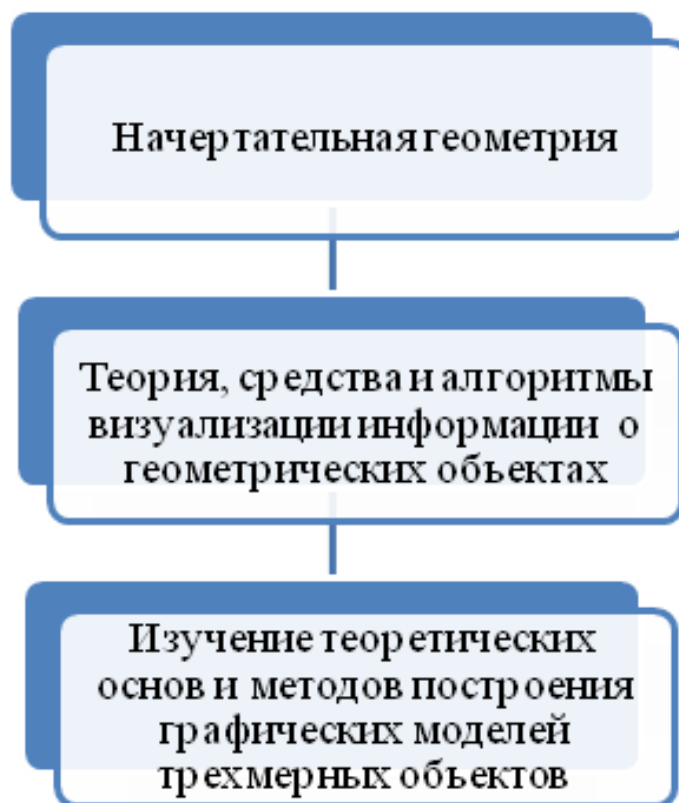 Начертательная геометрия
Теория, средства и алгоритмы
визуализации информации о
геометрических объектах
Изучение теоретических
основ и методов построения
графических моделей
трехмерных объектов